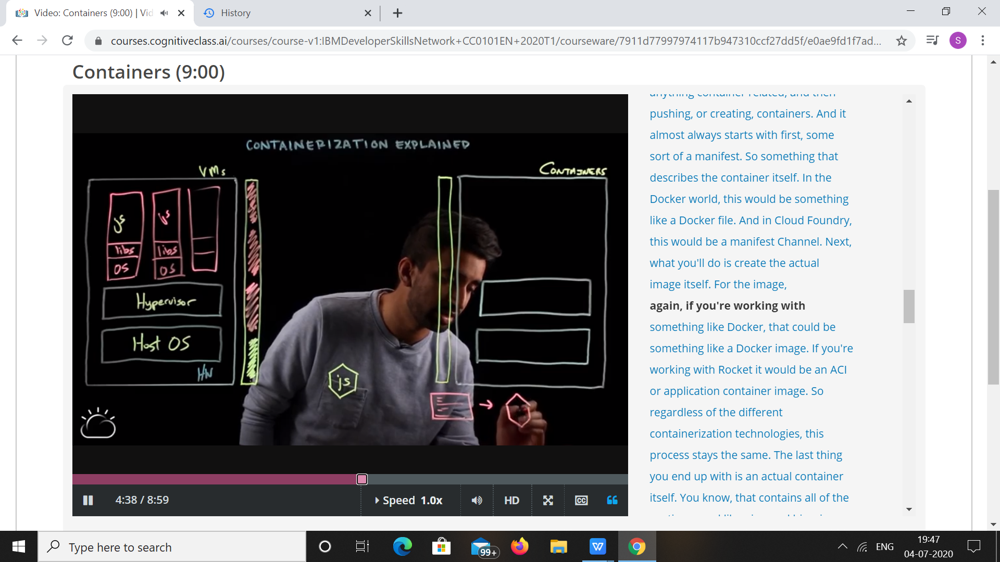 Video: Containers (9:00) | Vid
History
courses.cognitiveclass.ai/courses/course-v1:IBMDeveloperSkillsNetwork+CC0101EN+2020T1/courseware/7911d77997974117b947310ccf27dd5f/e0ae9fd1f7ad...
S
Containers (9:00)
CONTAINERIZATION EXPLAINED
VMs
js
js
libs
libs
OS
OS
Hypervisor
Host OS
HW
CONTAINERS
js
4:38 / 8:59
Speed 1.0x
HD
CC
anything container related, and then
pushing, or creating, containers. And it
almost always starts with first, some
sort of a manifest. So something that
describes the container itself. In the
Docker world, this would be something
like a Docker file. And in Cloud Foundry,
this would be a manifest Channel. Next,
what you'll do is create the actual
image itself. For the image,
again, if you're working with
something like Docker, that could be
something like a Docker image. If you're
working with Rocket it would be an ACI
or application container image. So
regardless of the different
containerization technologies, this
process stays the same. The last thing
you end up with is an actual container
itself. You know, that contains all of the
Type here to search
99+
ENG
19:47
04-07-2020